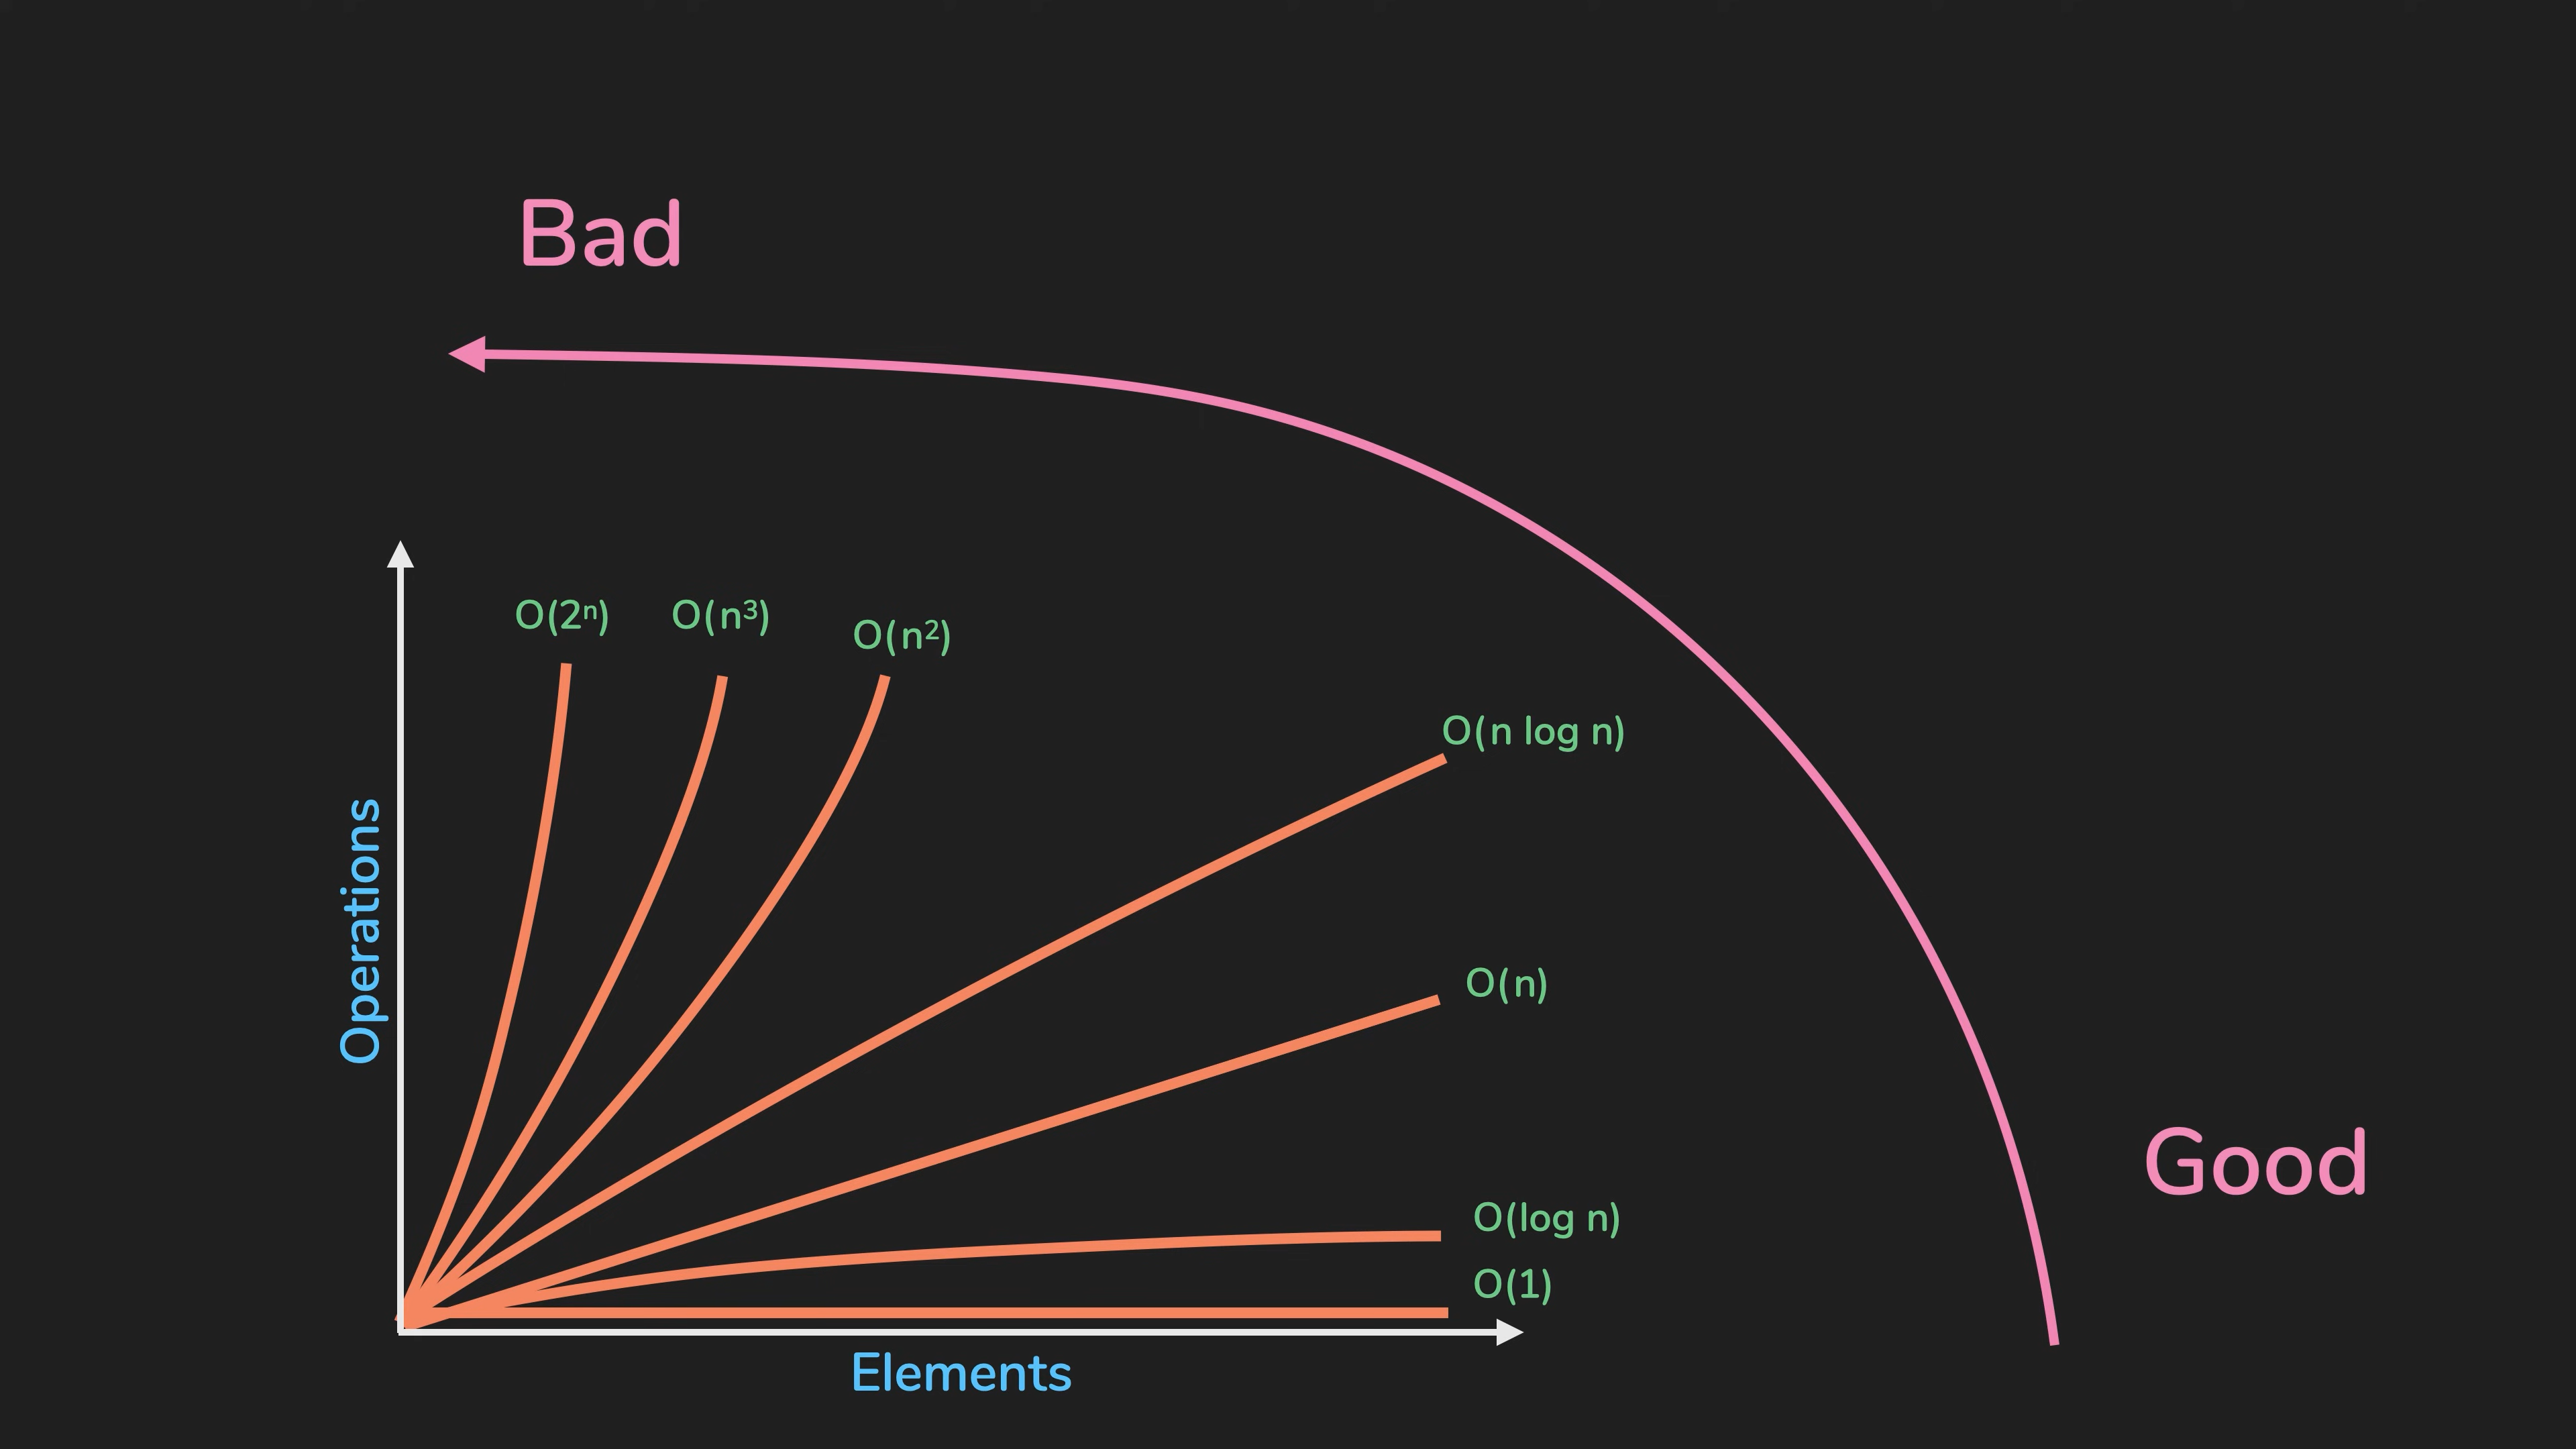 Bad
O(2ⁿ)
O(n³)
O(n²)
O(n log n)
O(n)
O(log n)
O(1)
Good
Operations
Elements